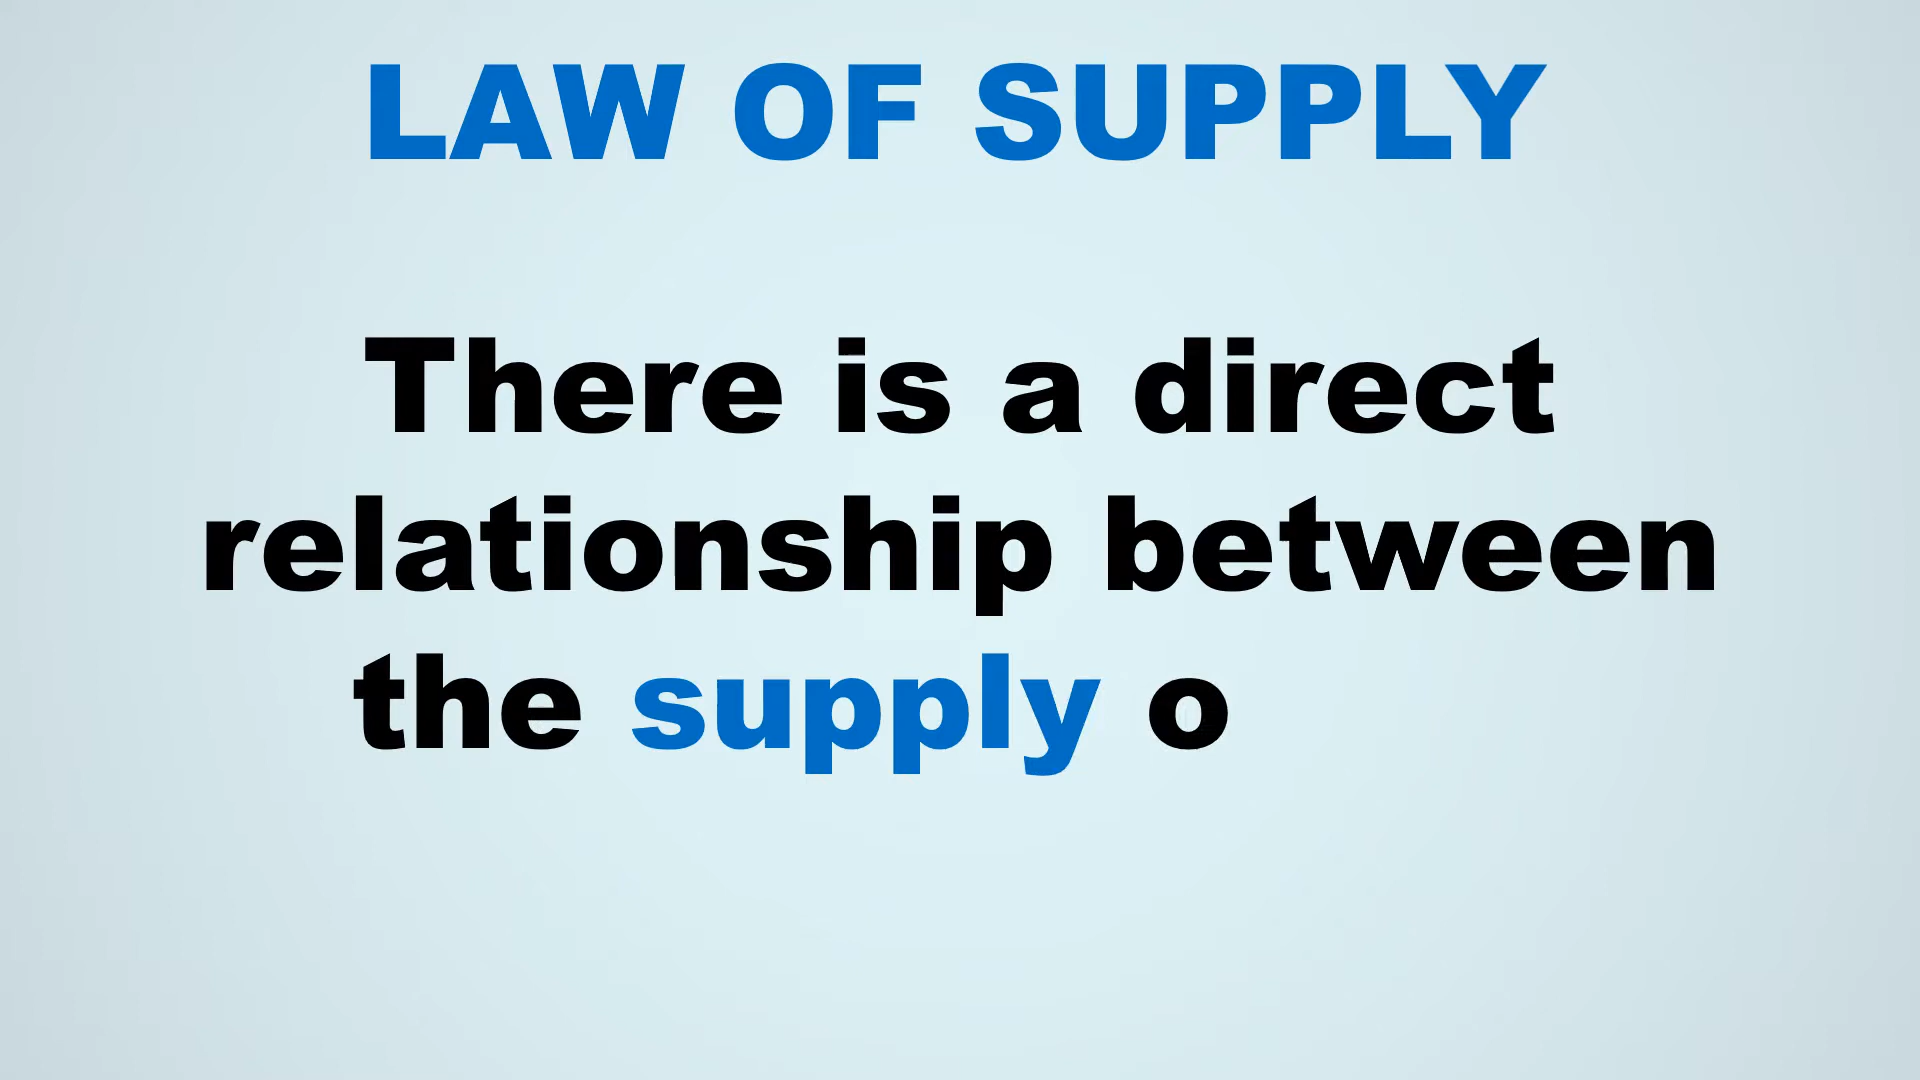 LAW OF SUPPLY
There is a direct
relationship between
the supply o